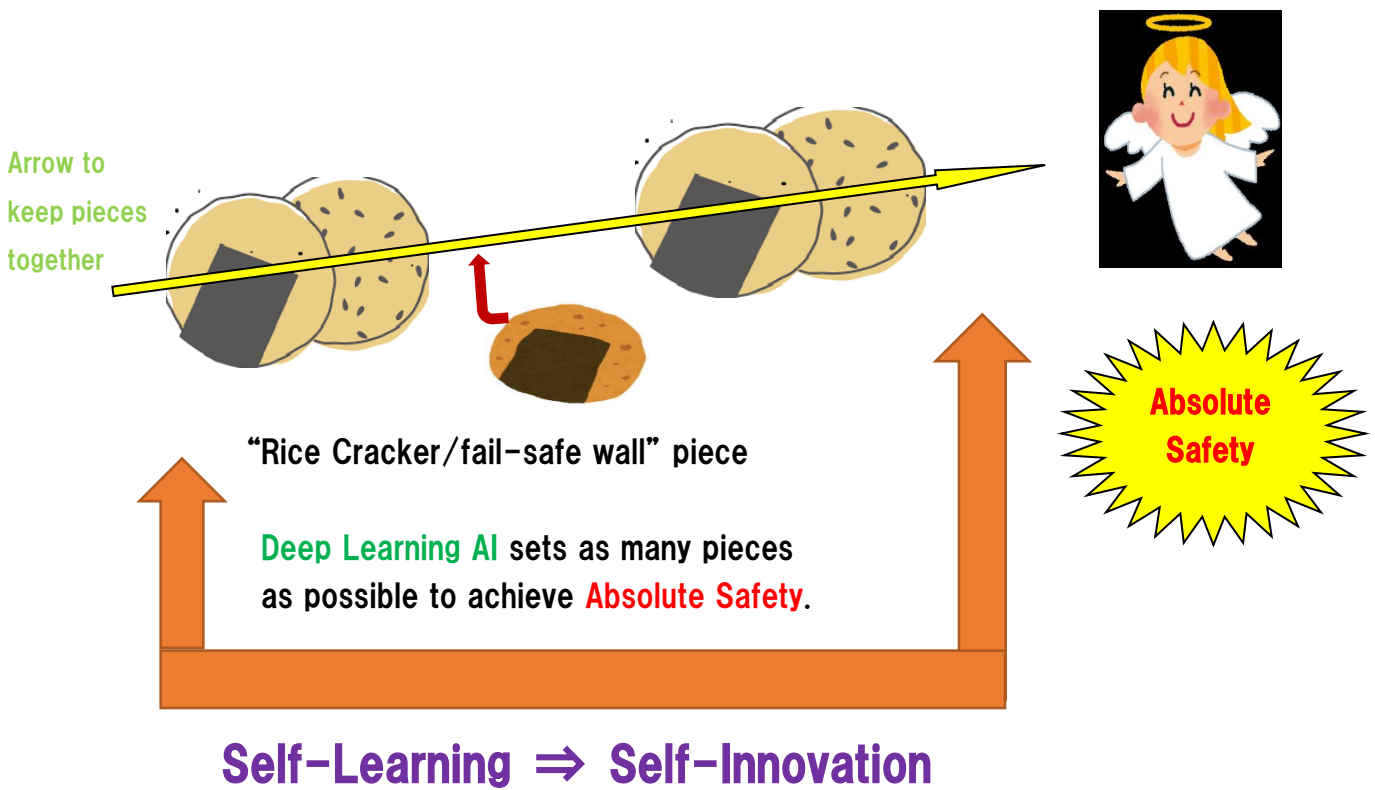 Arrow to
keep pieces
together
“Rice Cracker/fail-safe wall” piece
Deep Learning AI sets as many pieces
as possible to achieve Absolute Safety.
Absolute
Safety
Self-Learning ⇒ Self-Innovation